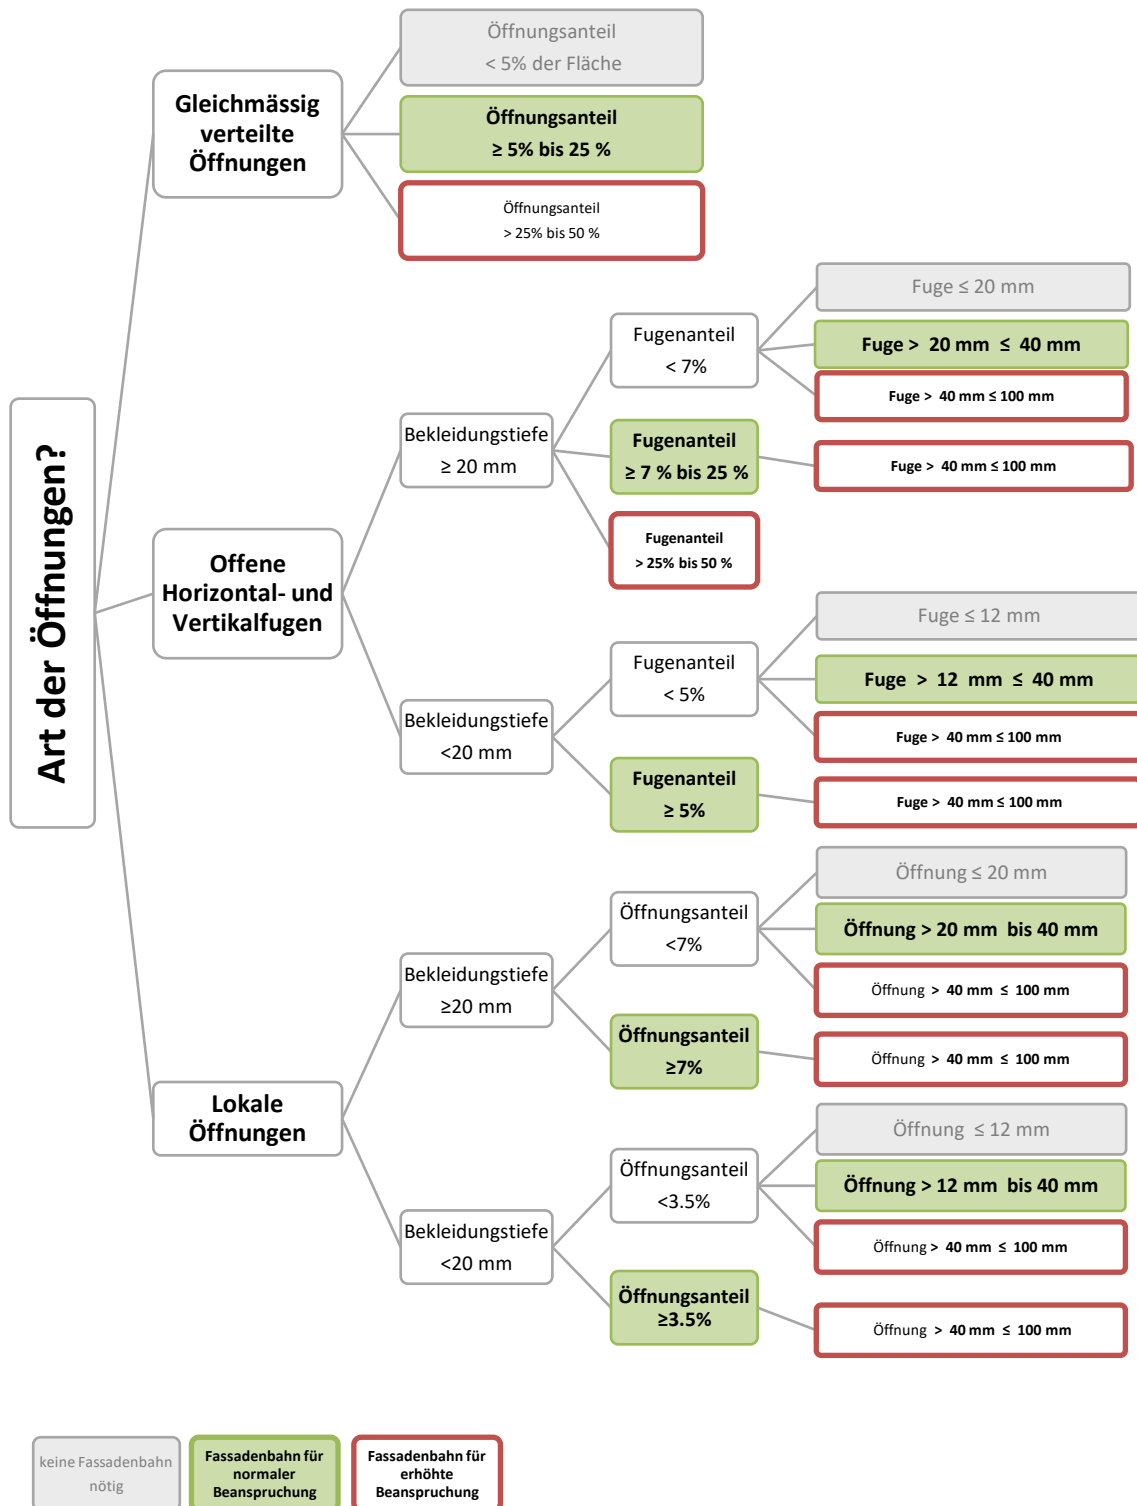 Art der Öffnungen?
Gleichmässig
verteilte
Öffnungen
Öffnungsanteil
< 5% der Fläche
Öffnungsanteil
≥ 5% bis 25 %
Öffnungsanteil
> 25% bis 50 %
Offene
Horizontal- und
Vertikalfugen
Bekleidungstiefe
≥ 20 mm
Fugenanteil
< 7%
Fuge ≤ 20 mm
Fuge > 20 mm ≤ 40 mm
Fuge > 40 mm ≤ 100 mm
Fugenanteil
≥ 7 % bis 25 %
Fuge > 40 mm ≤ 100 mm
Fugenanteil
> 25% bis 50 %
Bekleidungstiefe
<20 mm
Fugenanteil
< 5%
Fuge ≤ 12 mm
Fuge > 12 mm ≤ 40 mm
Fuge > 40 mm ≤ 100 mm
Fugenanteil
≥ 5%
Fuge > 40 mm ≤ 100 mm
Lokale
Öffnungen
Bekleidungstiefe
≥20 mm
Öffnungsanteil
<7%
Öffnung ≤ 20 mm
Öffnung > 20 mm bis 40 mm
Öffnung > 40 mm ≤ 100 mm
Öffnungsanteil
≥7%
Öffnung > 40 mm ≤ 100 mm
Bekleidungstiefe
<20 mm
Öffnungsanteil
<3.5%
Öffnung ≤ 12 mm
Öffnung > 12 mm bis 40 mm
Öffnung > 40 mm ≤ 100 mm
Öffnungsanteil
≥3.5%
Öffnung > 40 mm ≤ 100 mm
keine Fassadenbahn
nötig
Fassadenbahn für
normaler
Beanspruchung
Fassadenbahn für
erhöhte
Beanspruchung